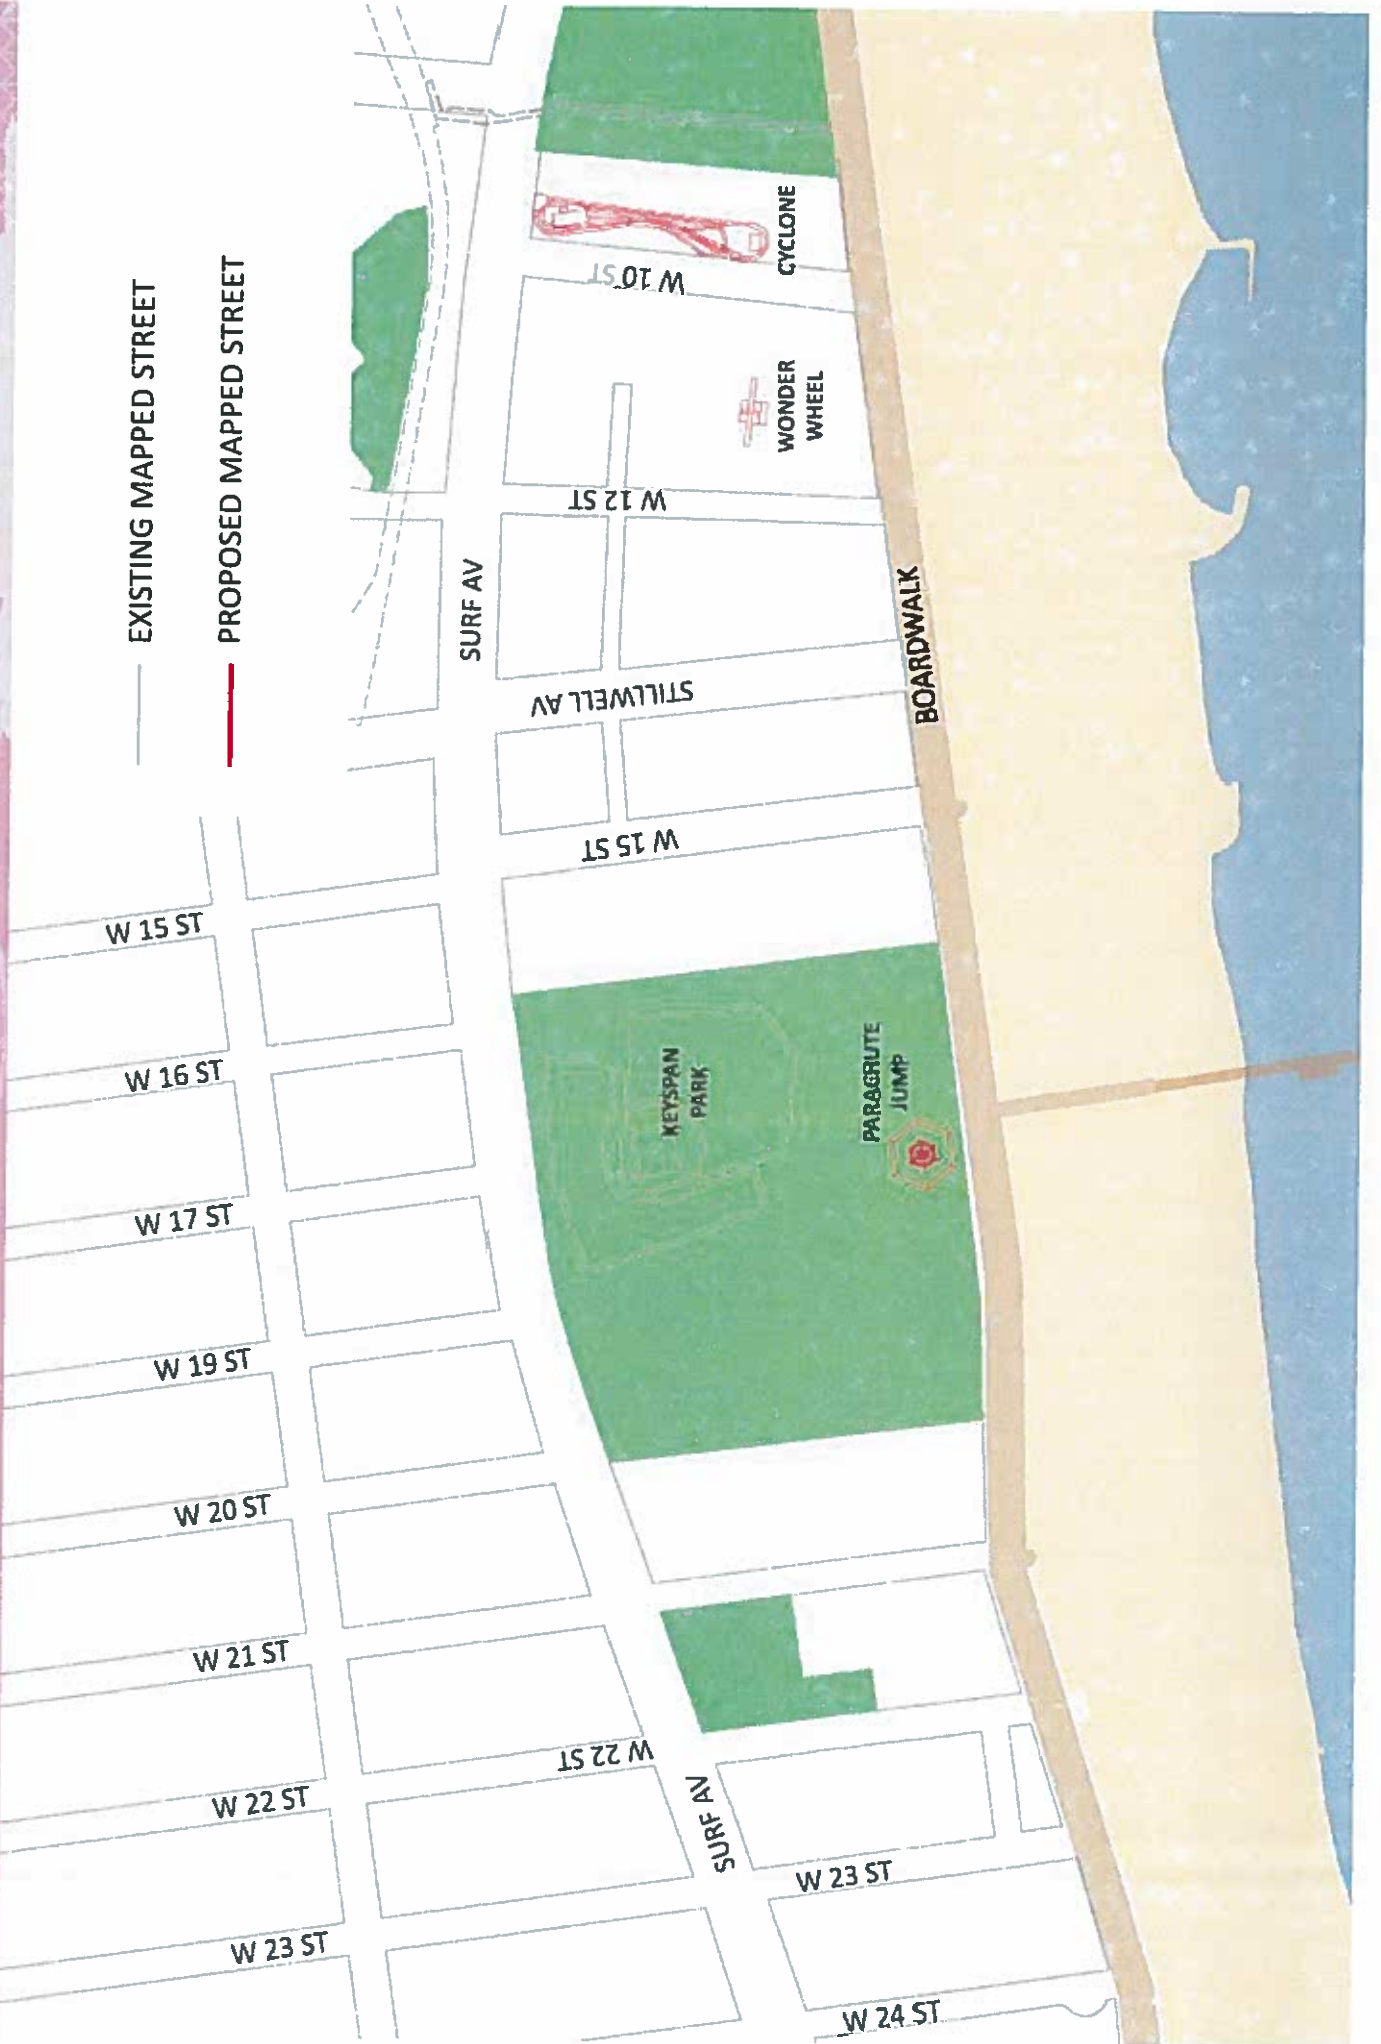 EXISTING MAPPED STREET
PROPOSED MAPPED STREET
W 15 ST
W 16 ST
W 17 ST
W 19 ST
W 20 ST
W 21 ST
W 22 ST
W 23 ST
SURF AV
W 10 ST
CYCLONE
WONDER
WHEEL
W 12 ST
STILLWELL AV
W 15 ST
BOARDWALK
KEYSPAN
PARK
PARACHUTE
JUMP
W 22 ST
SURF AV
W 23 ST
W 24 ST